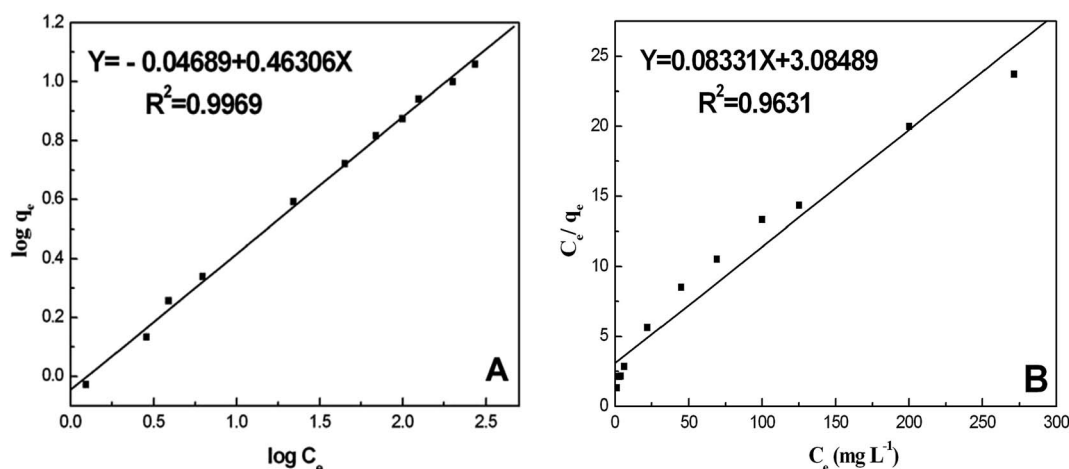 1.2
1.0
0.8
0.6
0.4
0.2
0.0
log qₑ
Y= - 0.04689+0.46306X
R²=0.9969
A
0.0 0.5 1.0 1.5 2.0 2.5
log Cₑ
25
20
15
10
5
0
Cₑ/ qₑ
Y=0.08331X+3.08489
R²=0.9631
B
0 50 100 150 200 250 300
Cₑ (mg L⁻¹)